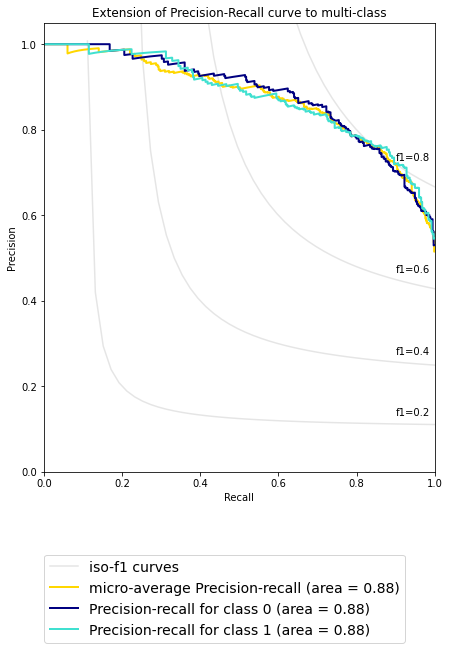 Extension of Precision-Recall curve to multi-class
1.0
0.8
0.6
0.4
0.2
0.0
Precision
f1=0.8
f1=0.6
f1=0.4
f1=0.2
0.0 0.2 0.4 0.6 0.8 1.0
Recall
iso-f1 curves
micro-average Precision-recall (area = 0.88)
Precision-recall for class 0 (area = 0.88)
Precision-recall for class 1 (area = 0.88)